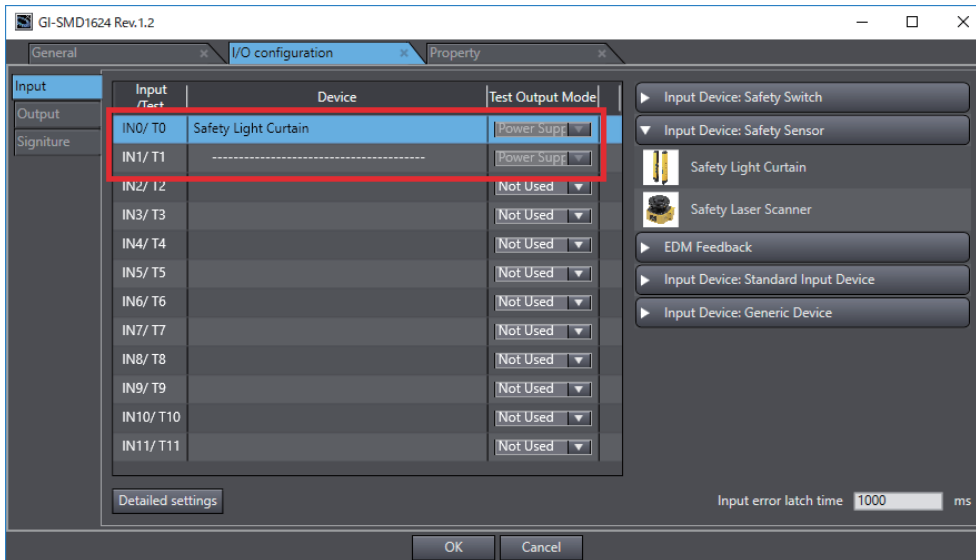 GI-SMD1624 Rev.1.2
General
I/O configuration
Property
Input
Output
Signiture
Input /Test
Device
Test Output Mode
IN0/ T0 Safety Light Curtain Power Supp
IN1/ T1 ---------------------------------------- Power Supp
IN2/ T2 Not Used
IN3/ T3 Not Used
IN4/ T4 Not Used
IN5/ T5 Not Used
IN6/ T6 Not Used
IN7/ T7 Not Used
IN8/ T8 Not Used
IN9/ T9 Not Used
IN10/ T10 Not Used
IN11/ T11 Not Used
Input Device: Safety Switch
Input Device: Safety Sensor
Safety Light Curtain
Safety Laser Scanner
EDM Feedback
Input Device: Standard Input Device
Input Device: Generic Device
Detailed settings
Input error latch time 1000 ms
OK
Cancel